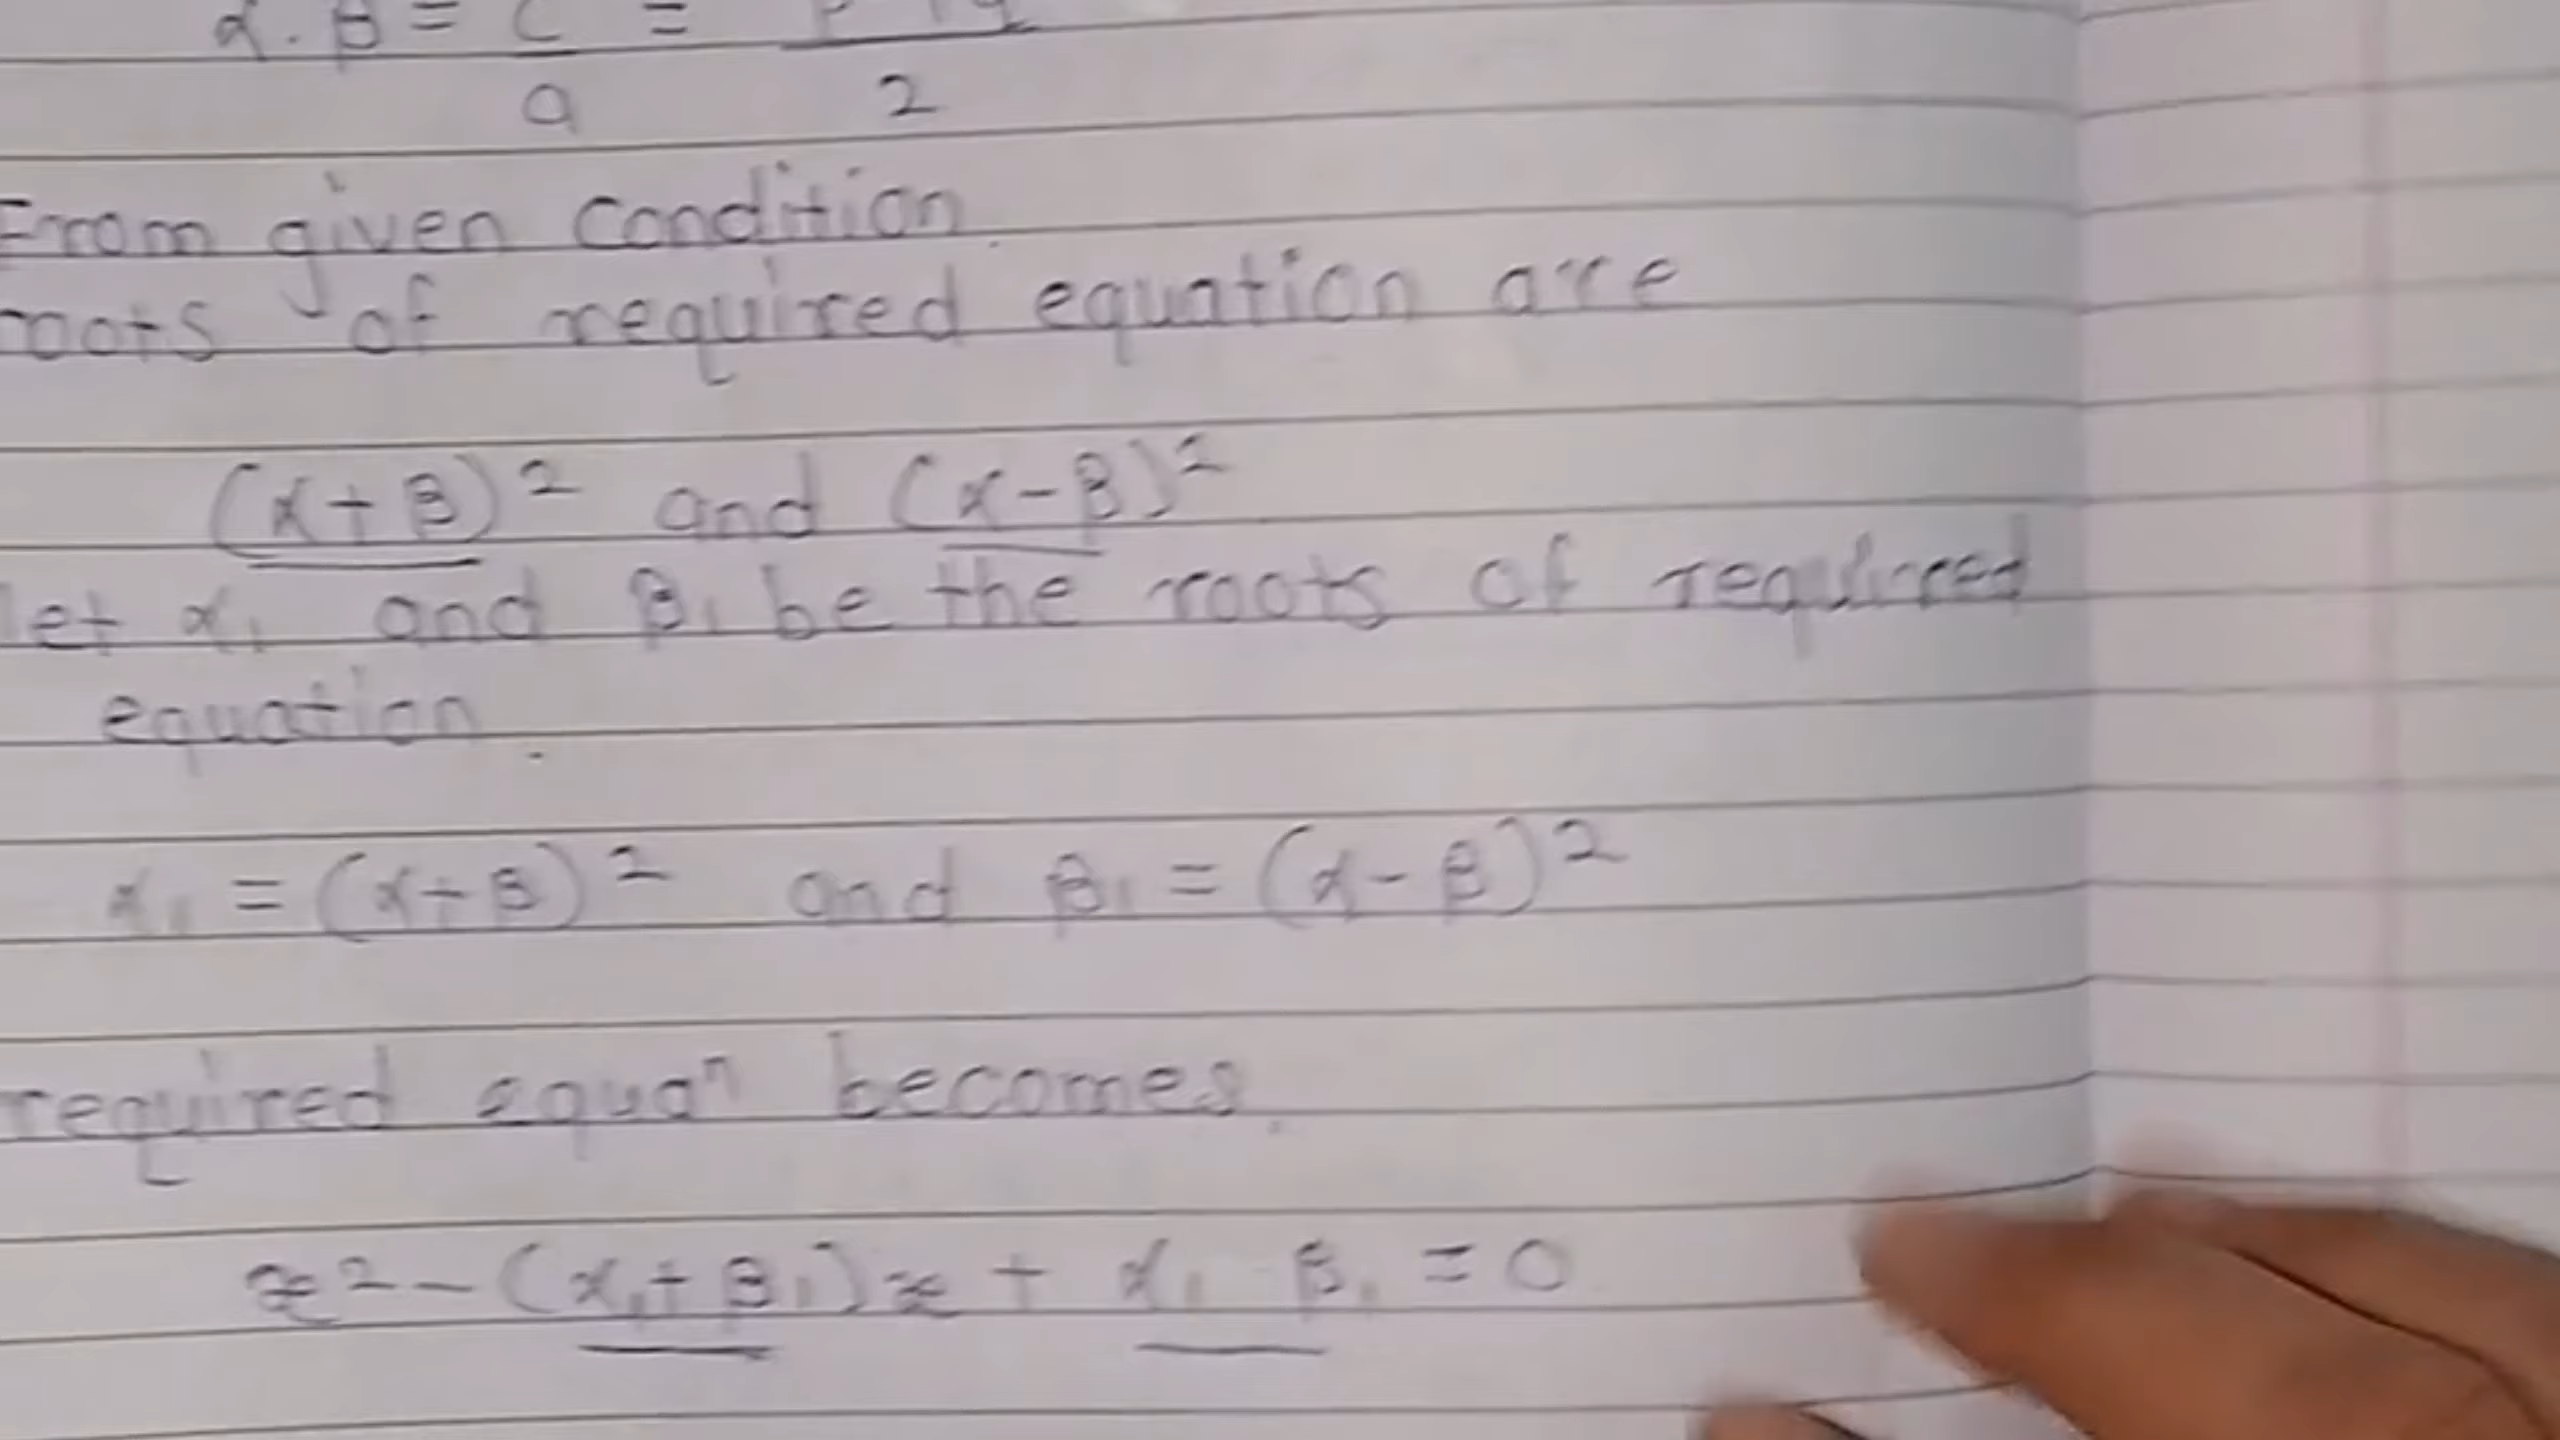 α . β = c =
a 2
From given condition.
roots of required equation are
(α+β)² and (α-β)²
let α₁ and β₁ be the roots of required
equation.
α₁ = (α+β)² and β₁ = (α-β)²
required equaⁿ becomes.
x² - (α₁+β₁)x + α₁ β₁ = 0